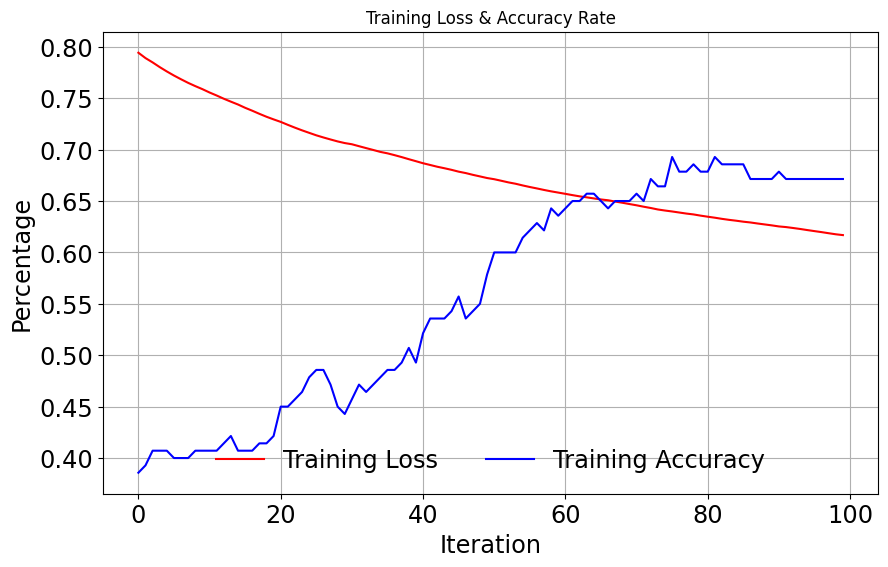 Training Loss & Accuracy Rate
Percentage
0.80
0.75
0.70
0.65
0.60
0.55
0.50
0.45
0.40
Training Loss Training Accuracy
0 20 40 60 80 100
Iteration